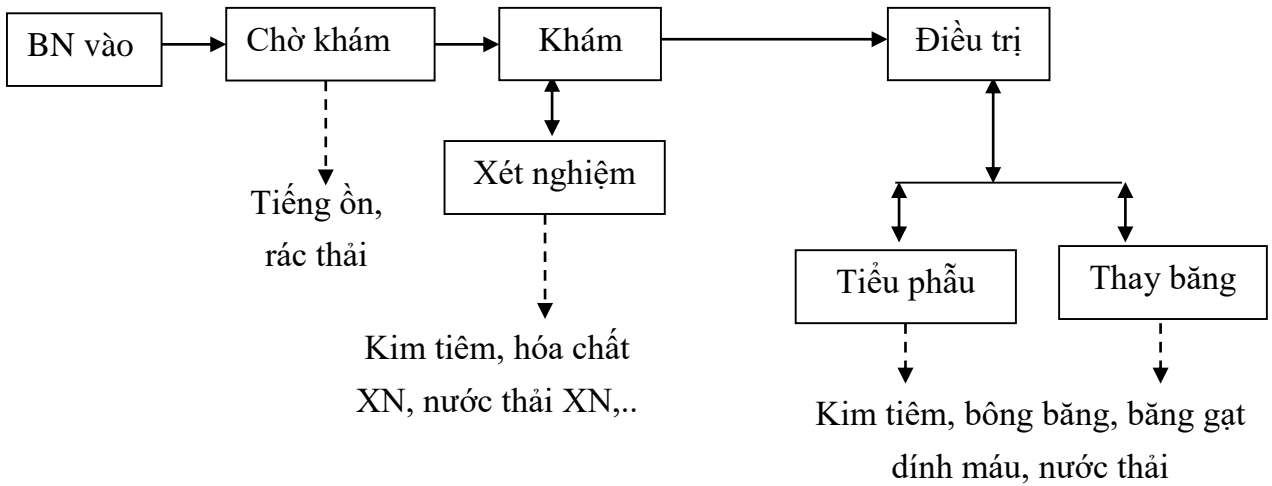 BN vào
Chờ khám
Khám
Điều trị
Xét nghiệm
Tiếng ồn,
rác thải
Tiểu phẫu
Thay băng
Kim tiêm, hóa chất
XN, nước thải XN,..
Kim tiêm, bông băng, băng gạt
dính máu, nước thải